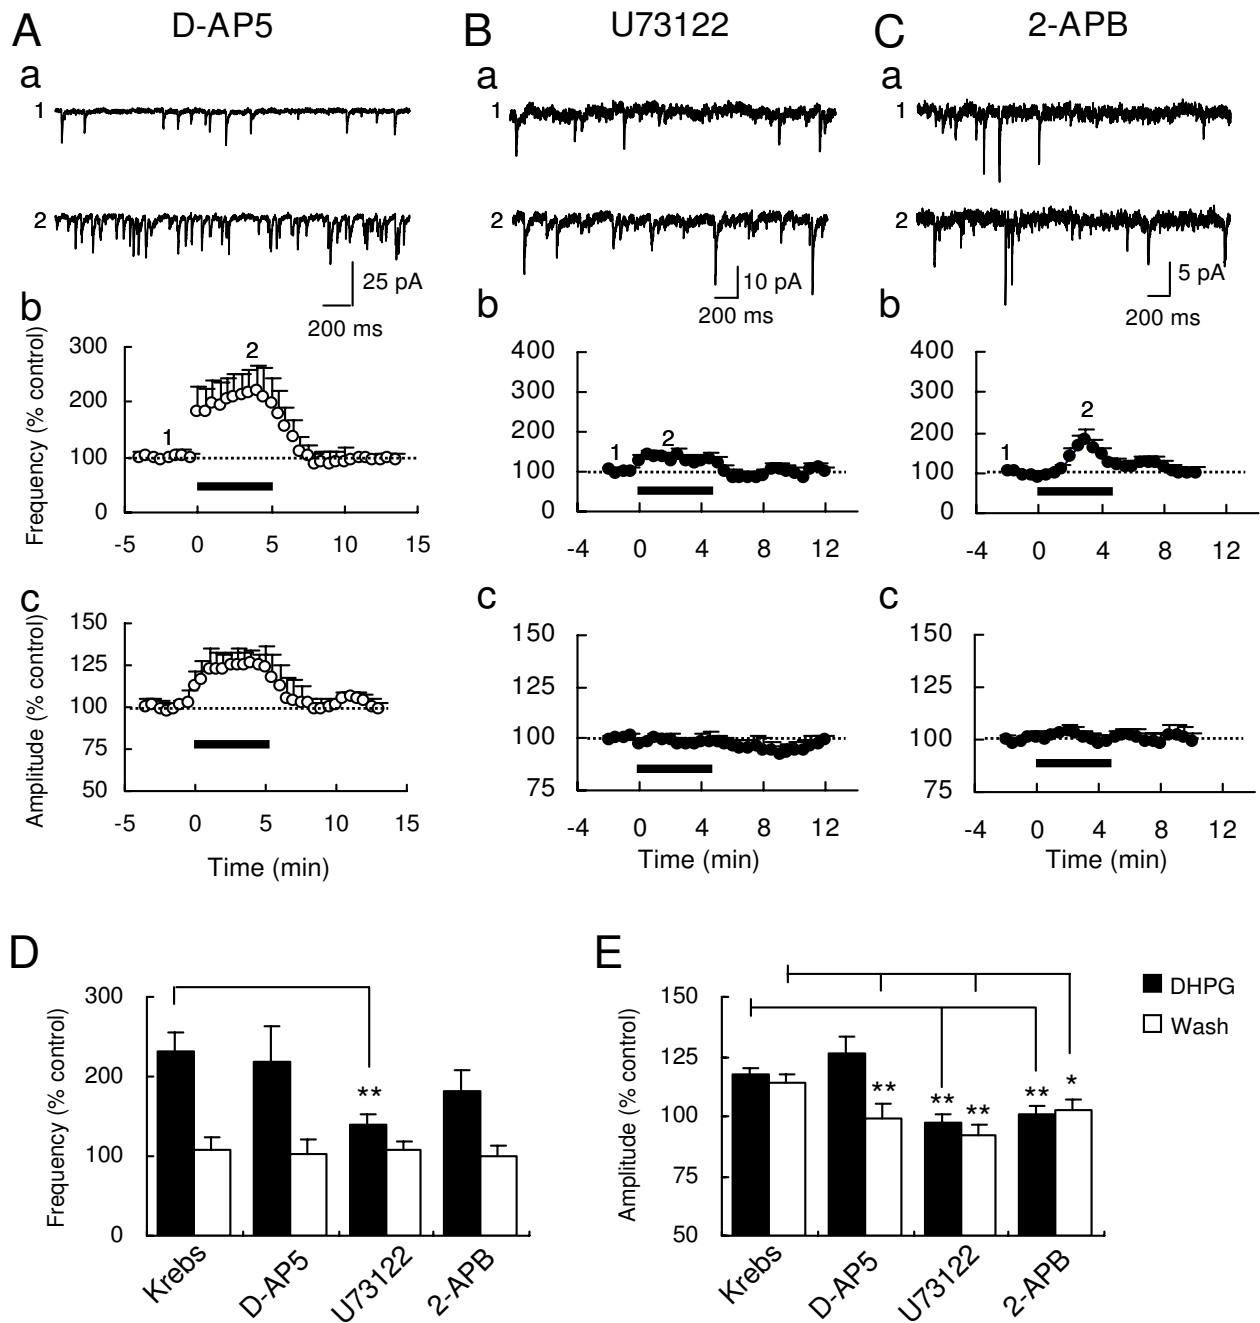 A D-AP5 B U73122 C 2-APB
a a a
1 1 1
2 2 2
25 pA 10 pA 5 pA
200 ms 200 ms 200 ms
b b b
Frequency (% control)
300
200
100
0
1 2
-5 0 5 10 15
400
300
200
100
0
1 2
-4 0 4 8 12
400
300
200
100
0
1 2
-4 0 4 8 12
c c c
Amplitude (% control)
150
125
100
75
50
-5 0 5 10 15
Time (min)
150
125
100
75
-4 0 4 8 12
Time (min)
150
125
100
75
-4 0 4 8 12
Time (min)
D
Frequency (% control)
300
200
100
0
**
Krebs D-AP5 U73122 2-APB
E
Amplitude (% control)
150
125
100
75
50
** ** ** ** *
Krebs D-AP5 U73122 2-APB
DHPG
Wash